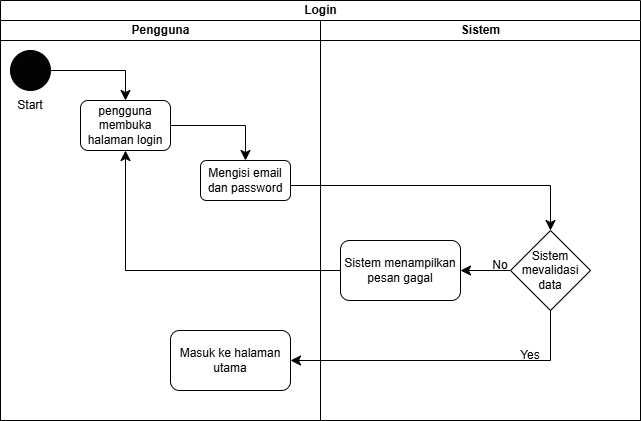 Login
Pengguna
Sistem
Start
pengguna
membuka
halaman login
Mengisi email
dan password
Sistem menampilkan
pesan gagal
No
Sistem
mevalidasi
data
Masuk ke halaman
utama
Yes